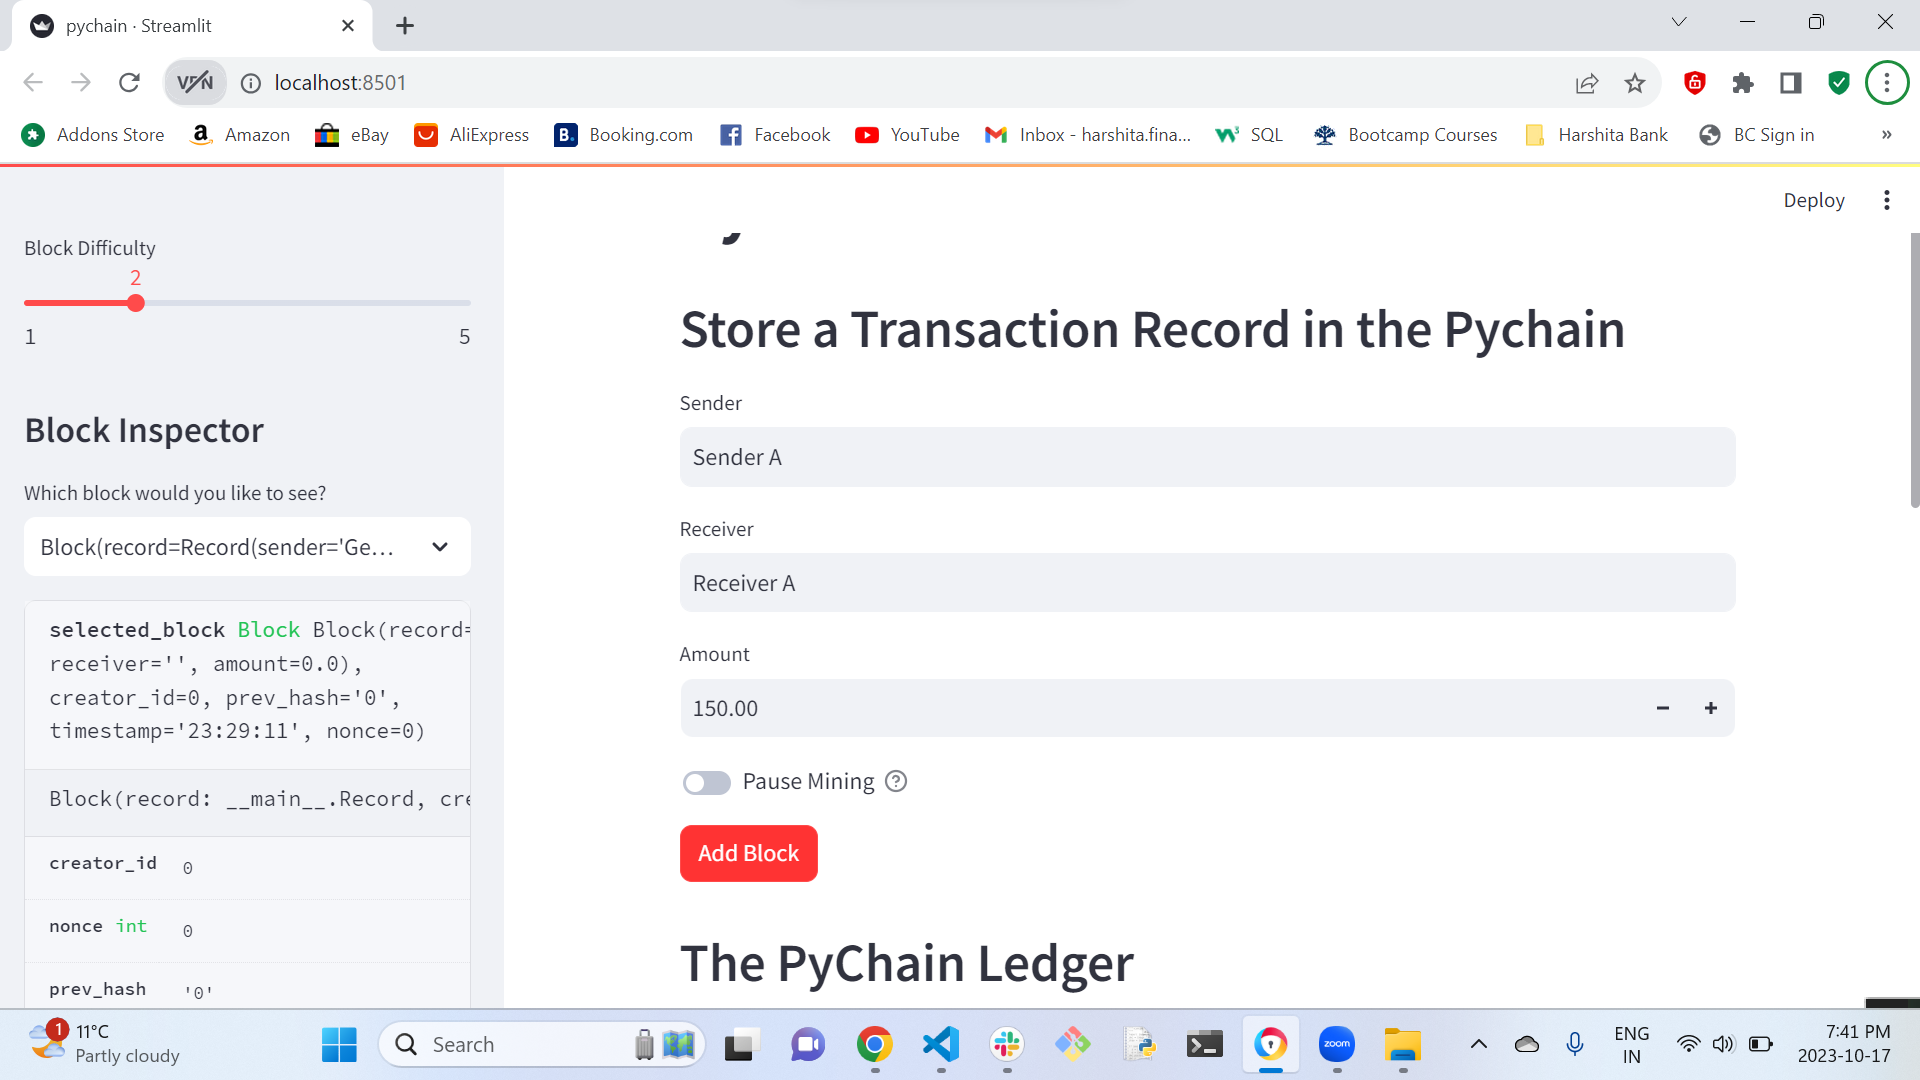 pychain · Streamlit
VPN
localhost:8501
Addons Store
Amazon
eBay
AliExpress
Booking.com
Facebook
YouTube
Inbox - harshita.fina...
SQL
Bootcamp Courses
Harshita Bank
BC Sign in
»
Deploy
Block Difficulty
2
1
5
Block Inspector
Which block would you like to see?
Block(record=Record(sender='Ge...
selected_block Block Block(record=
receiver='', amount=0.0),
creator_id=0, prev_hash='0',
timestamp='23:29:11', nonce=0)
Block(record: __main__.Record, cre
creator_id 0
nonce int 0
prev_hash '0'
Store a Transaction Record in the Pychain
Sender
Sender A
Receiver
Receiver A
Amount
150.00
Pause Mining
Add Block
The PyChain Ledger
1
11°C
Partly cloudy
Search
zoom
ENG
IN
7:41 PM
2023-10-17